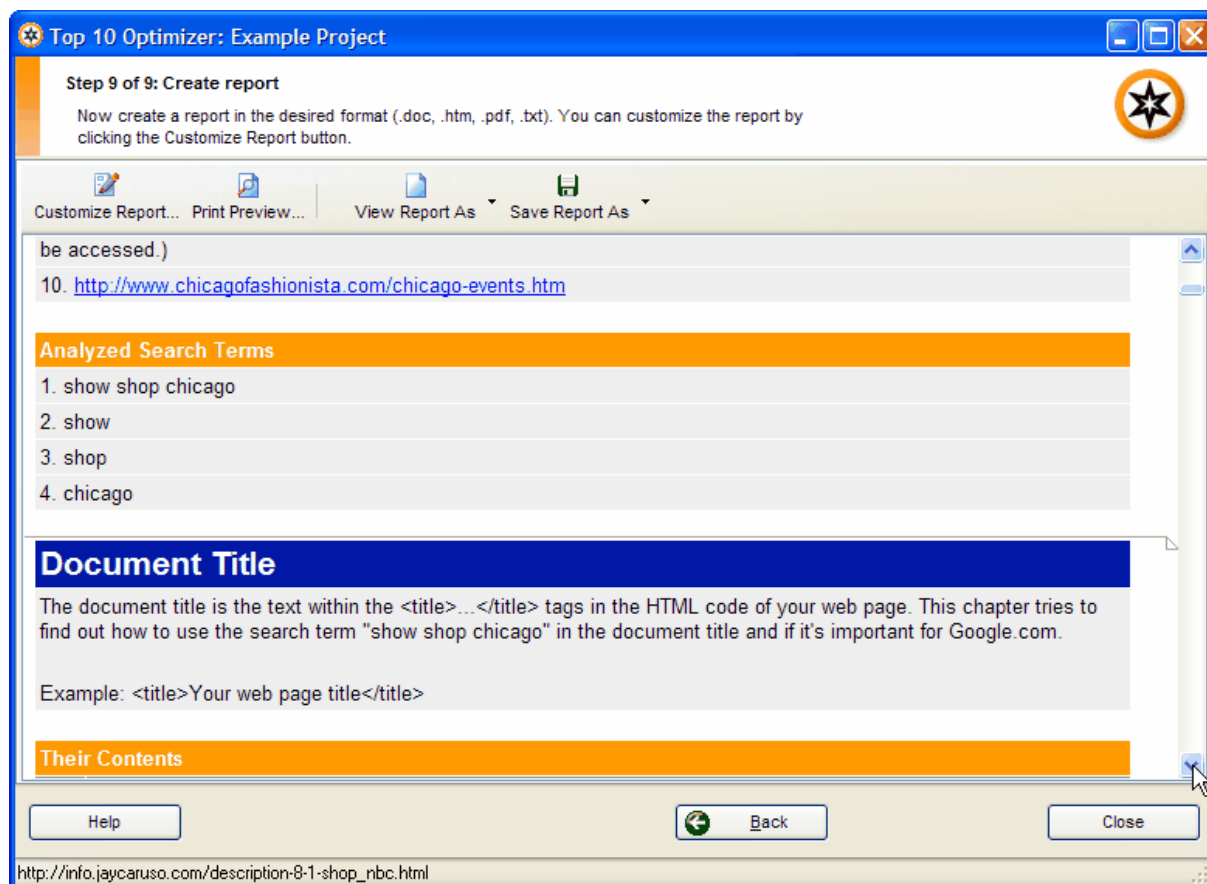 Top 10 Optimizer: Example Project
Step 9 of 9: Create report
Now create a report in the desired format (.doc, .htm, .pdf, .txt). You can customize the report by
clicking the Customize Report button.
Customize Report... Print Preview... View Report As Save Report As
be accessed.)
10. http://www.chicagofashionista.com/chicago-events.htm
Analyzed Search Terms
1. show shop chicago
2. show
3. shop
4. chicago
Document Title
The document title is the text within the <title>...</title> tags in the HTML code of your web page. This chapter tries to
find out how to use the search term "show shop chicago" in the document title and if it's important for Google.com.
Example: <title>Your web page title</title>
Their Contents
Help Back Close
http://info.jaycaruso.com/description-8-1-shop_nbc.html